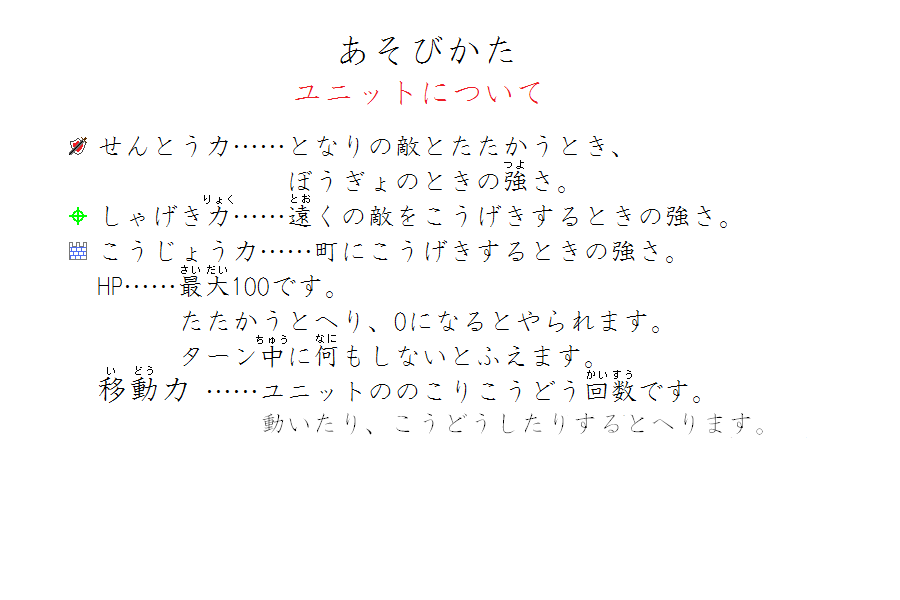 あそびかた
ユニットについて
せんとう力……となりの敵とたたかうとき、
ぼうぎょのときの強さ。
しゃげき力……遠くの敵をこうげきするときの強さ。
こうじょう力……町にこうげきするときの強さ。
HP……最大100です。
たたかうとへり、0になるとやられます。
ターン中に何もしないとふえます。
移動力 ……ユニットののこりこうどう回数です。
動いたり、こうどうしたりするとへります。